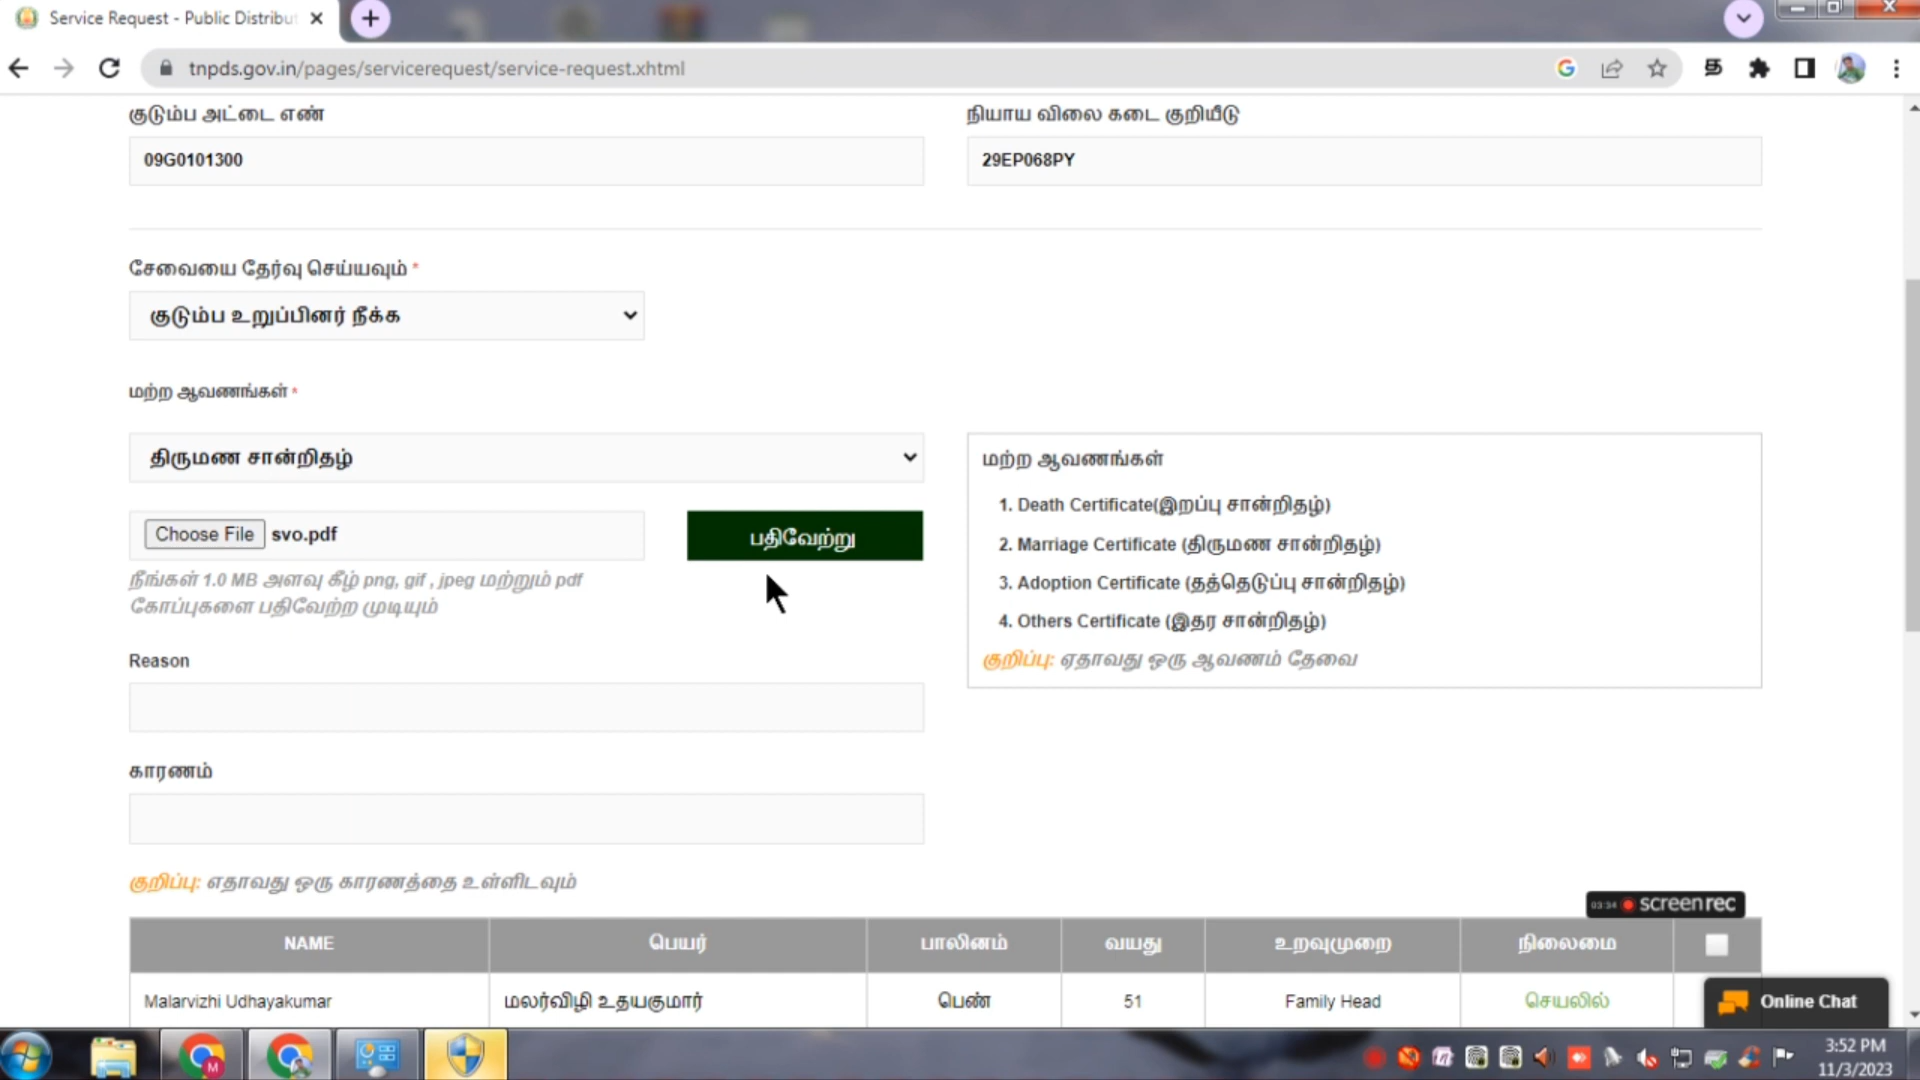 Service Request - Public Distribut
tnpds.gov.in/pages/servicerequest/service-request.xhtml
குடும்ப அட்டை எண்
நியாய விலை கடை குறியீடு
09G0101300
29EP068PY
சேவையை தேர்வு செய்யவும் *
குடும்ப உறுப்பினர் நீக்க
மற்ற ஆவணங்கள் *
திருமண சான்றிதழ்
Choose File svo.pdf
பதிவேற்று
நீங்கள் 1.0 MB அளவு கீழ் png, gif , jpeg மற்றும் pdf
கோப்புகளை பதிவேற்ற முடியும்
மற்ற ஆவணங்கள்
1. Death Certificate(இறப்பு சான்றிதழ்)
2. Marriage Certificate (திருமண சான்றிதழ்)
3. Adoption Certificate (தத்தெடுப்பு சான்றிதழ்)
4. Others Certificate (இதர சான்றிதழ்)
குறிப்பு: ஏதாவது ஒரு ஆவணம் தேவை
Reason
காரணம்
குறிப்பு: எதாவது ஒரு காரணத்தை உள்ளிடவும்
03:34 screenrec
NAME பெயர் பாலினம் வயது உறவுமுறை நிலைமை
Malarvizhi Udhayakumar மலர்விழி உதயகுமார் பெண் 51 Family Head செயலில்
Online Chat
3:52 PM
11/3/2023